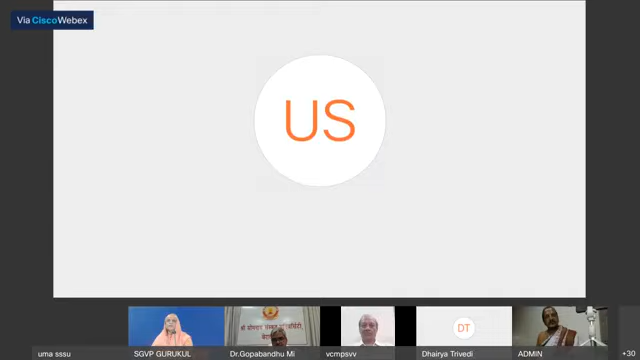 Via CiscoWebex
US
DT
uma sssu
SGVP GURUKUL
Dr.Gopabandhu Mi
vcmpsvv
Dhairya Trivedi
ADMIN
+30